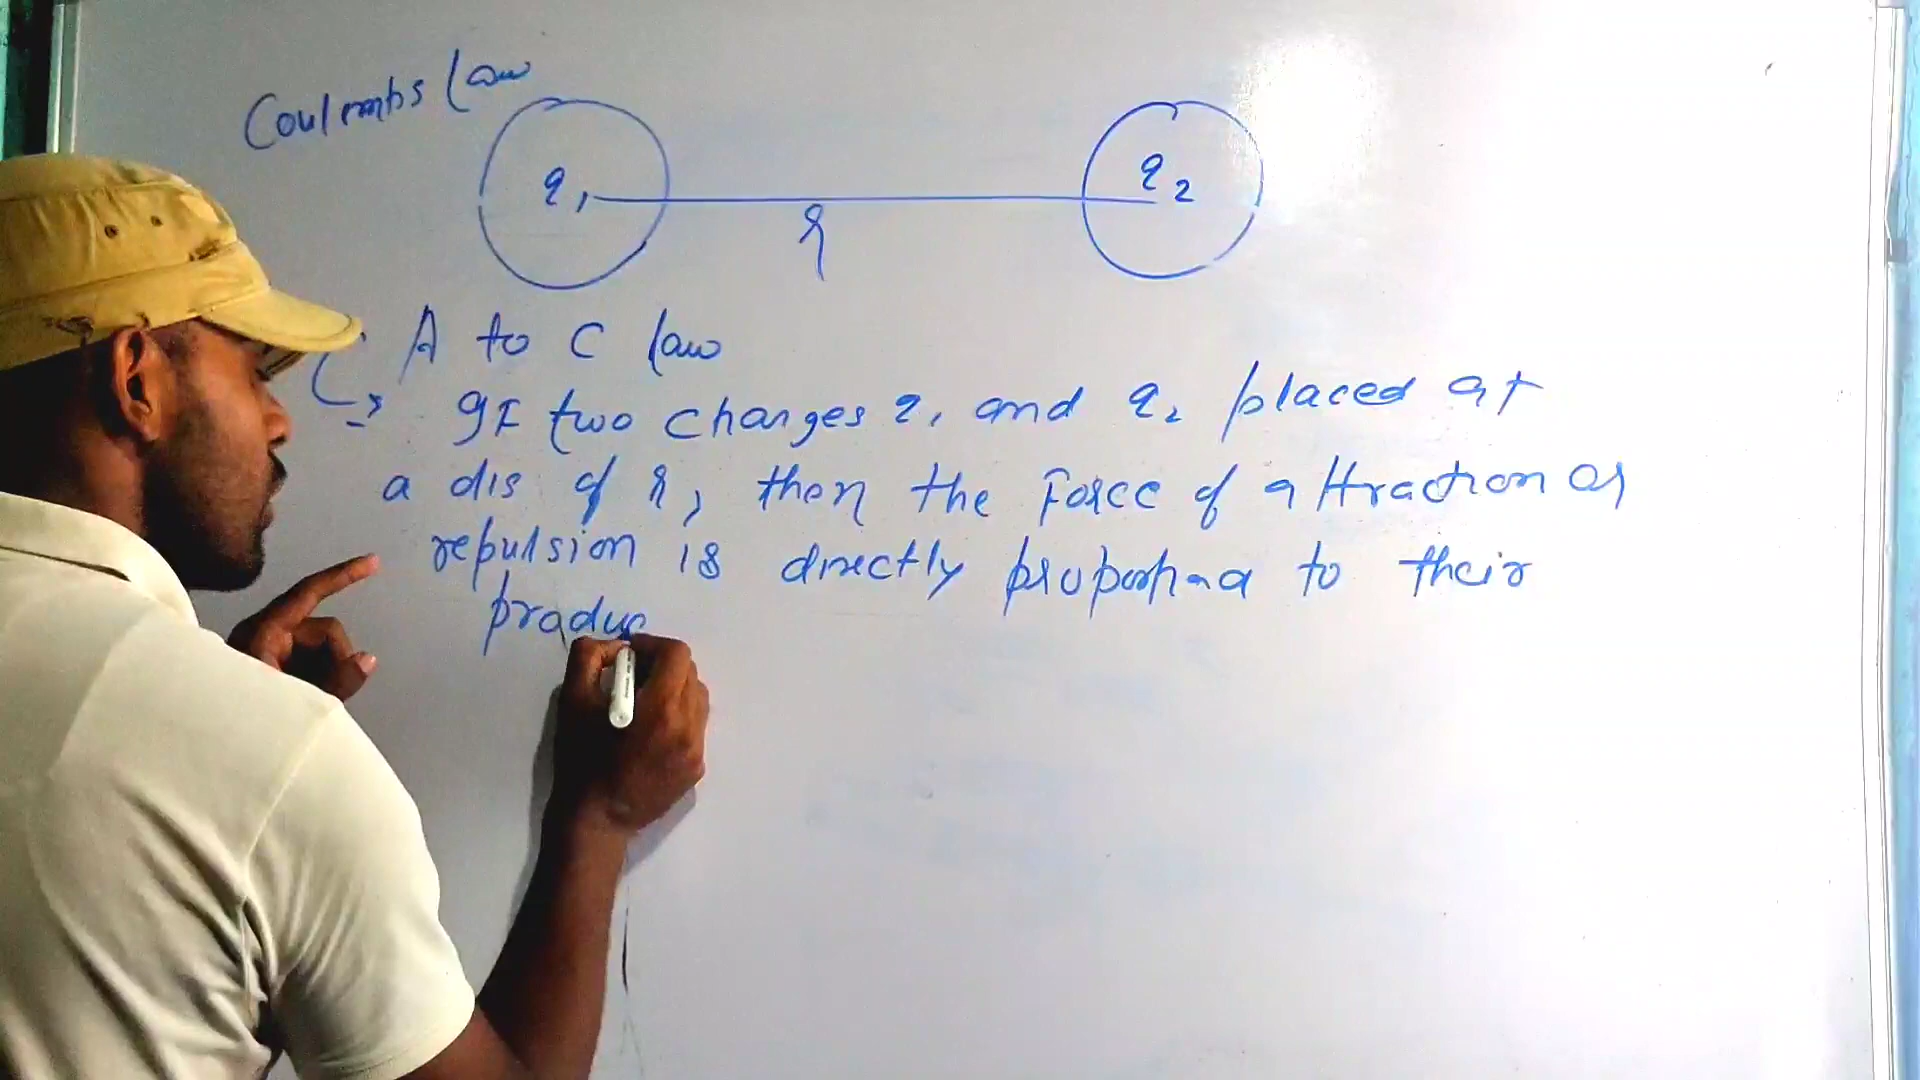 Coulombs law
q1 q2
r
A to C law
If two charges q1 and q2 placed at
a dis of r, then the Force of attraction or
repulsion is directly proportna to their
produc